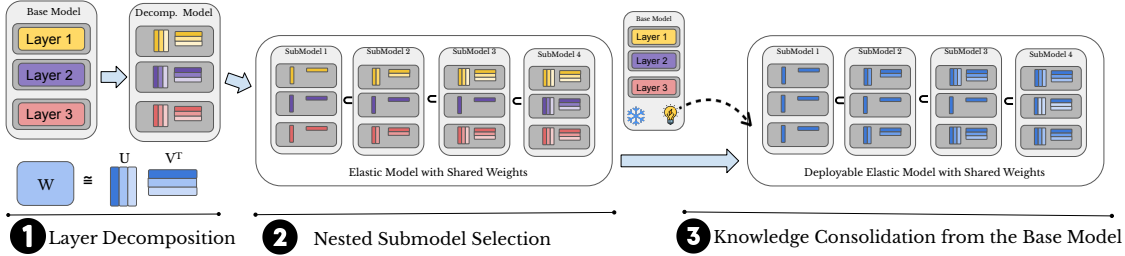 Base Model
Layer 1
Layer 2
Layer 3
Decomp. Model
W ≅ U V^T
SubModel 1 ⊂ SubModel 2 ⊂ SubModel 3 ⊂ SubModel 4
Elastic Model with Shared Weights
Base Model
Layer 1
Layer 2
Layer 3
SubModel 1 ⊂ SubModel 2 ⊂ SubModel 3 ⊂ SubModel 4
Deployable Elastic Model with Shared Weights
1 Layer Decomposition
2 Nested Submodel Selection
3 Knowledge Consolidation from the Base Model